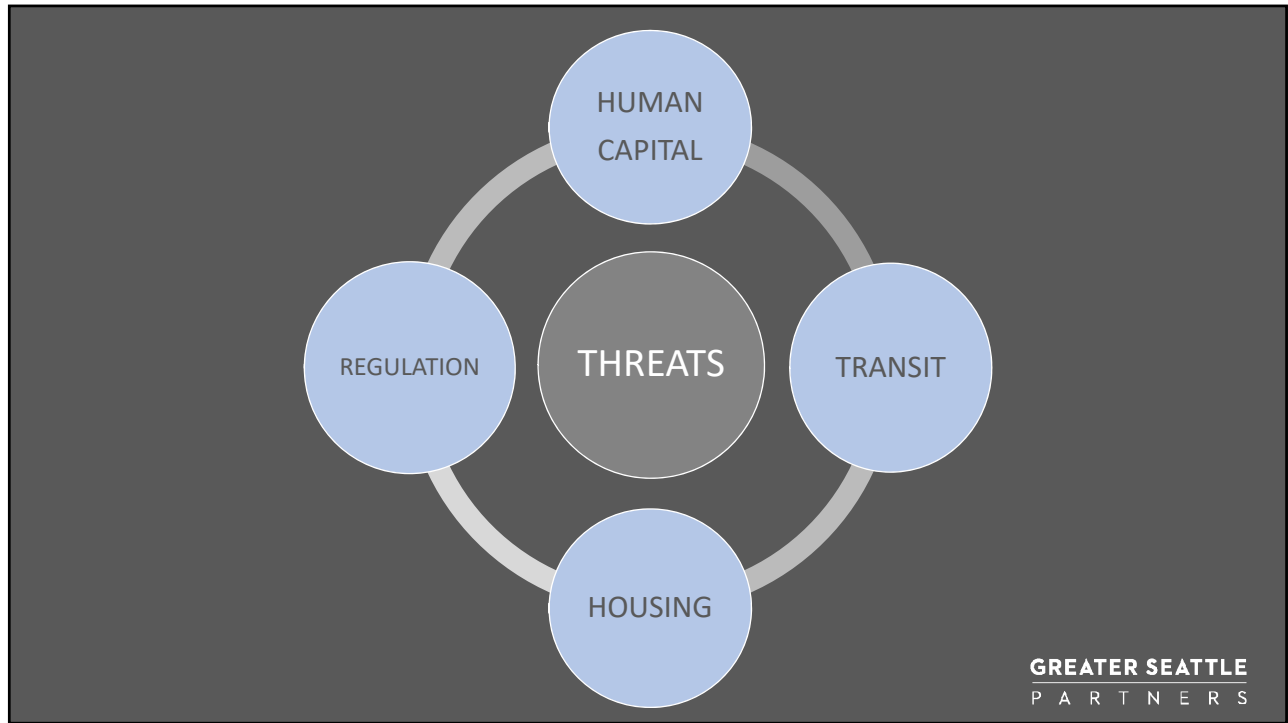 HUMAN
CAPITAL
REGULATION
THREATS
TRANSIT
HOUSING
GREATER SEATTLE
PARTNERS